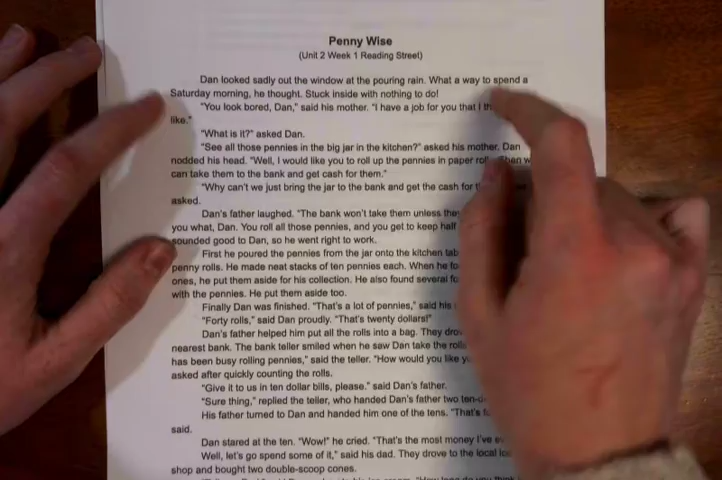 Penny Wise
(Unit 2 Week 1 Reading Street)
Dan looked sadly out the window at the pouring rain. What a way to spend a
Saturday morning, he thought. Stuck inside with nothing to do!
"You look bored, Dan," said his mother. "I have a job for you that I
like."
"What is it?" asked Dan.
"See all those pennies in the big jar in the kitchen?" asked his mother. Dan
nodded his head. "Well, I would like you to roll up the pennies in paper
can take them to the bank and get cash for them."
"Why can't we just bring the jar to the bank and get the cash for
asked.
Dan's father laughed. "The bank won't take them unless
you what, Dan. You roll all those pennies, and you get to keep half
sounded good to Dan, so he went right to work.
First he poured the pennies from the jar onto the kitchen
penny rolls. He made neat stacks of ten pennies each. When he
ones, he put them aside for his collection. He also found several
with the pennies. He put them aside too.
Finally Dan was finished. "That's a lot of pennies," said his
"Forty rolls," said Dan proudly. "That's twenty dollars!"
Dan's father helped him put all the rolls into a bag. They
nearest bank. The bank teller smiled when he saw Dan take the
has been busy rolling pennies," said the teller. "How would you like
asked after quickly counting the rolls.
"Give it to us in ten dollar bills, please." said Dan's father.
"Sure thing," replied the teller, who handed Dan's father two
His father turned to Dan and handed him one of the tens. "That's
said.
Dan stared at the ten. "Wow!" he cried. "That's the most money I've
Well, let's go spend some of it," said his dad. They drove to the local
shop and bought two double-scoop cones.